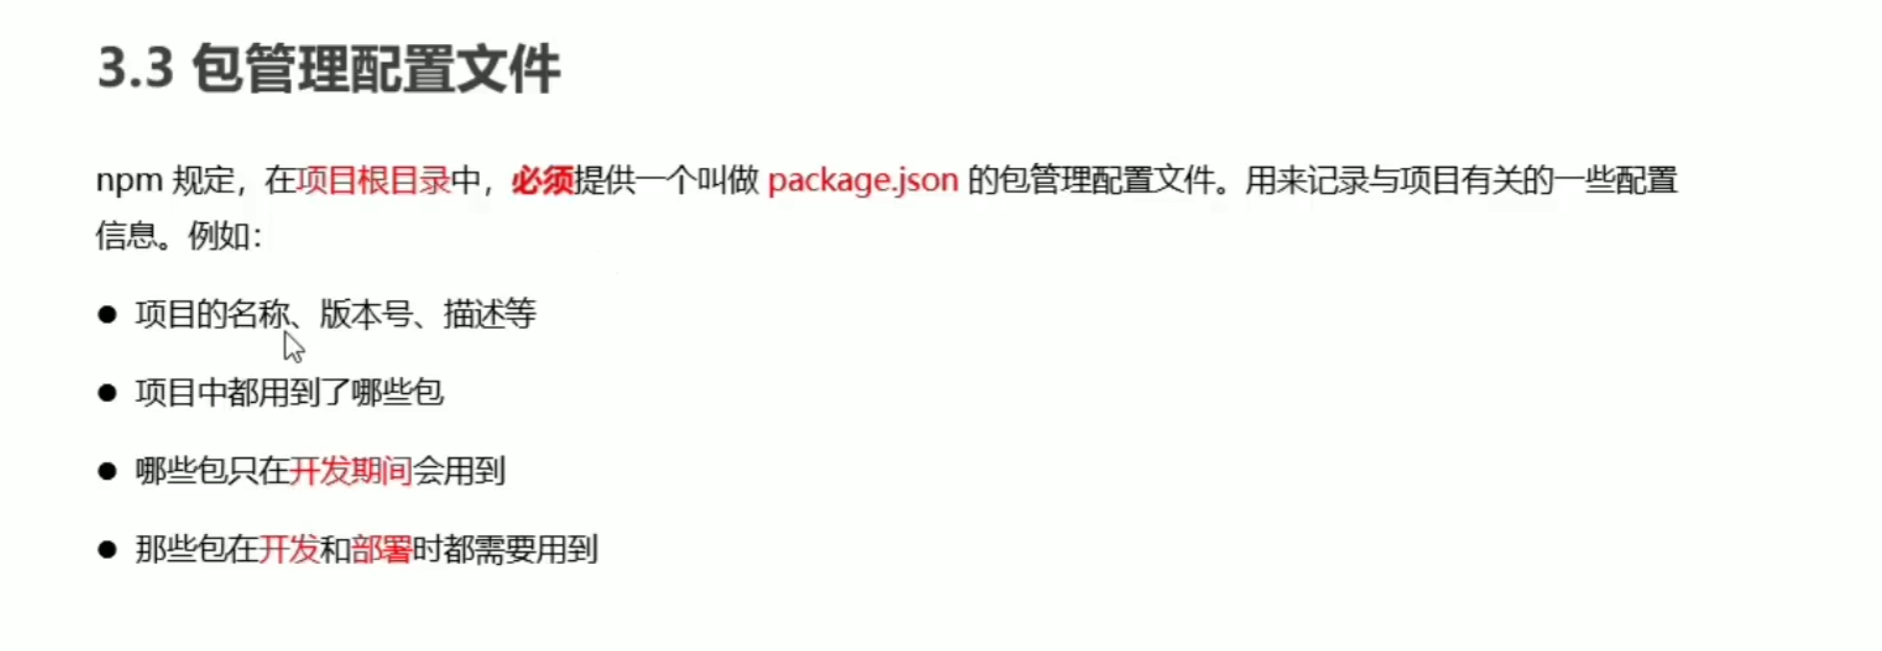 3.3 包管理配置文件
npm 规定，在项目根目录中，必须提供一个叫做 package.json 的包管理配置文件。用来记录与项目有关的一些配置
信息。例如：
● 项目的名称、版本号、描述等
● 项目中都用到了哪些包
● 哪些包只在开发期间会用到
● 那些包在开发和部署时都需要用到